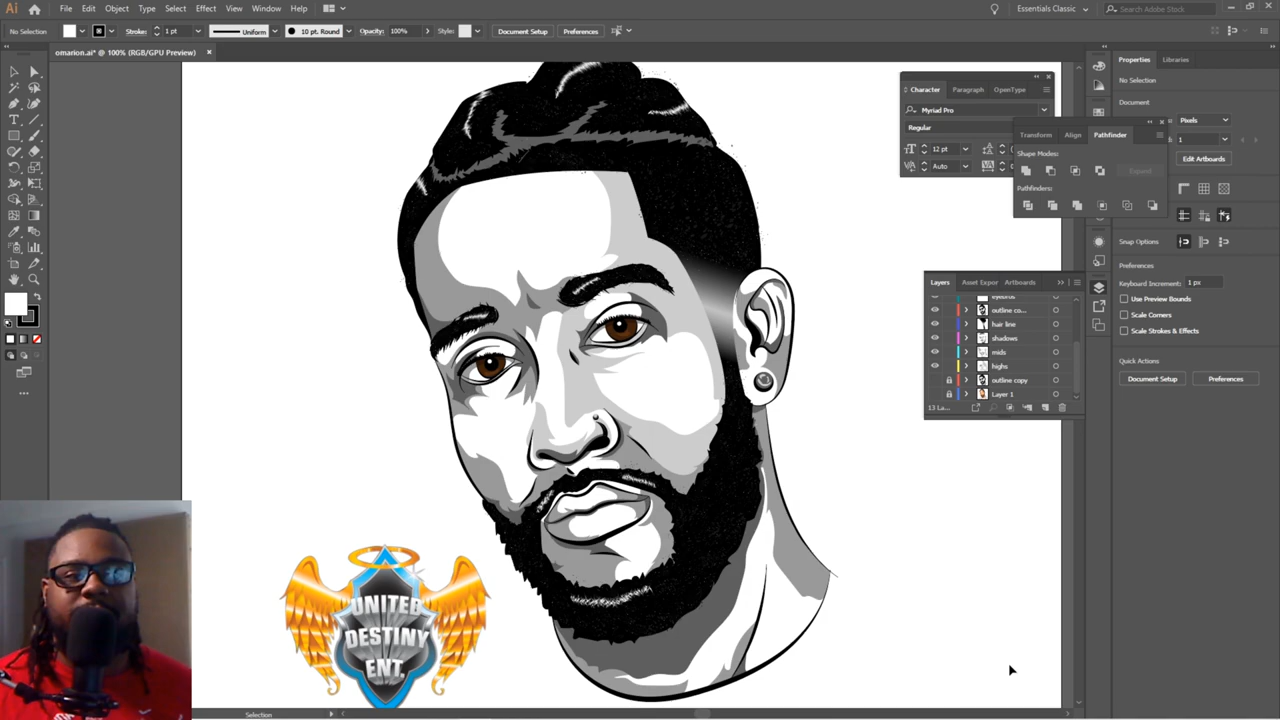 Ai File Edit Object Type Select Effect View Window Help Essentials Classic Search Adobe Stock
No Selection Stroke: 1 pt Uniform 10 pt. Round Opacity: 100% Style: Document Setup Preferences
omarion.ai* @ 100% (RGB/GPU Preview) ×
Character Paragraph OpenType
Myriad Pro
Regular
12 pt
Auto
Transform Align Pathfinder
Shape Modes:
Expand
Pathfinders:
Layers Asset Expor Artboards
outline co...
hair line
shadows
mids
highs
outline copy
Layer 1
13 La...
Properties Libraries
No Selection
Document
Pixels
1
Edit Artboards
Snap Options
Preferences
Keyboard Increment: 1 px
Use Preview Bounds
Scale Corners
Scale Strokes & Effects
Quick Actions
Document Setup Preferences
UNITED
DESTINY
ENT.
Selection